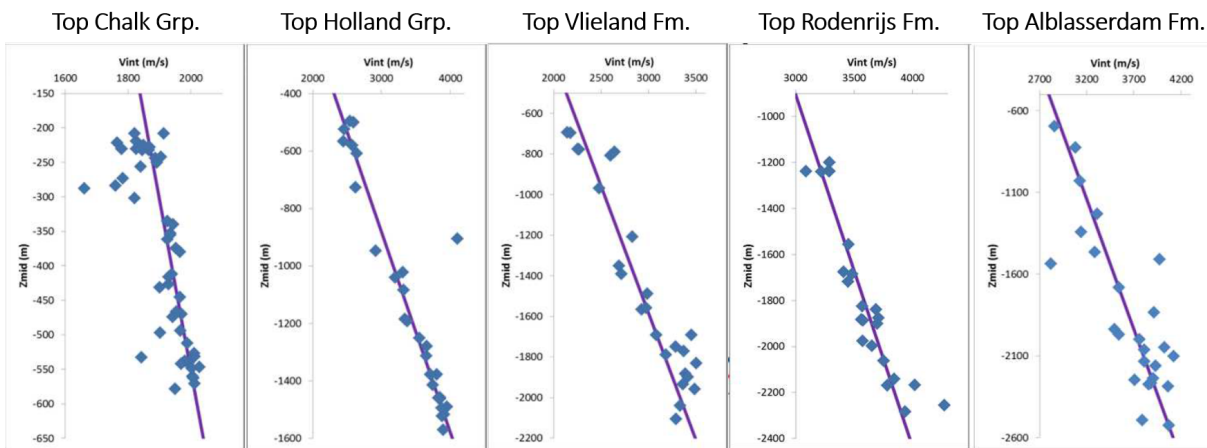 Top Chalk Grp.
Top Holland Grp.
Top Vlieland Fm.
Top Rodenrijs Fm.
Top Alblasserdam Fm.
Vint (m/s)
1600 1800 2000
Zmid (m)
-150
-200
-250
-300
-350
-400
-450
-500
-550
-600
-650
Vint (m/s)
2000 3000 4000
Zmid (m)
-400
-600
-800
-1000
-1200
-1400
-1600
Vint (m/s)
2000 2500 3000 3500
Zmid (m)
-600
-800
-1000
-1200
-1400
-1600
-1800
-2000
-2200
Vint (m/s)
3000 3500 4000
Zmid (m)
-1000
-1200
-1400
-1600
-1800
-2000
-2200
-2400
Vint (m/s)
2700 3200 3700 4200
Zmid (m)
-600
-1100
-1600
-2100
-2600